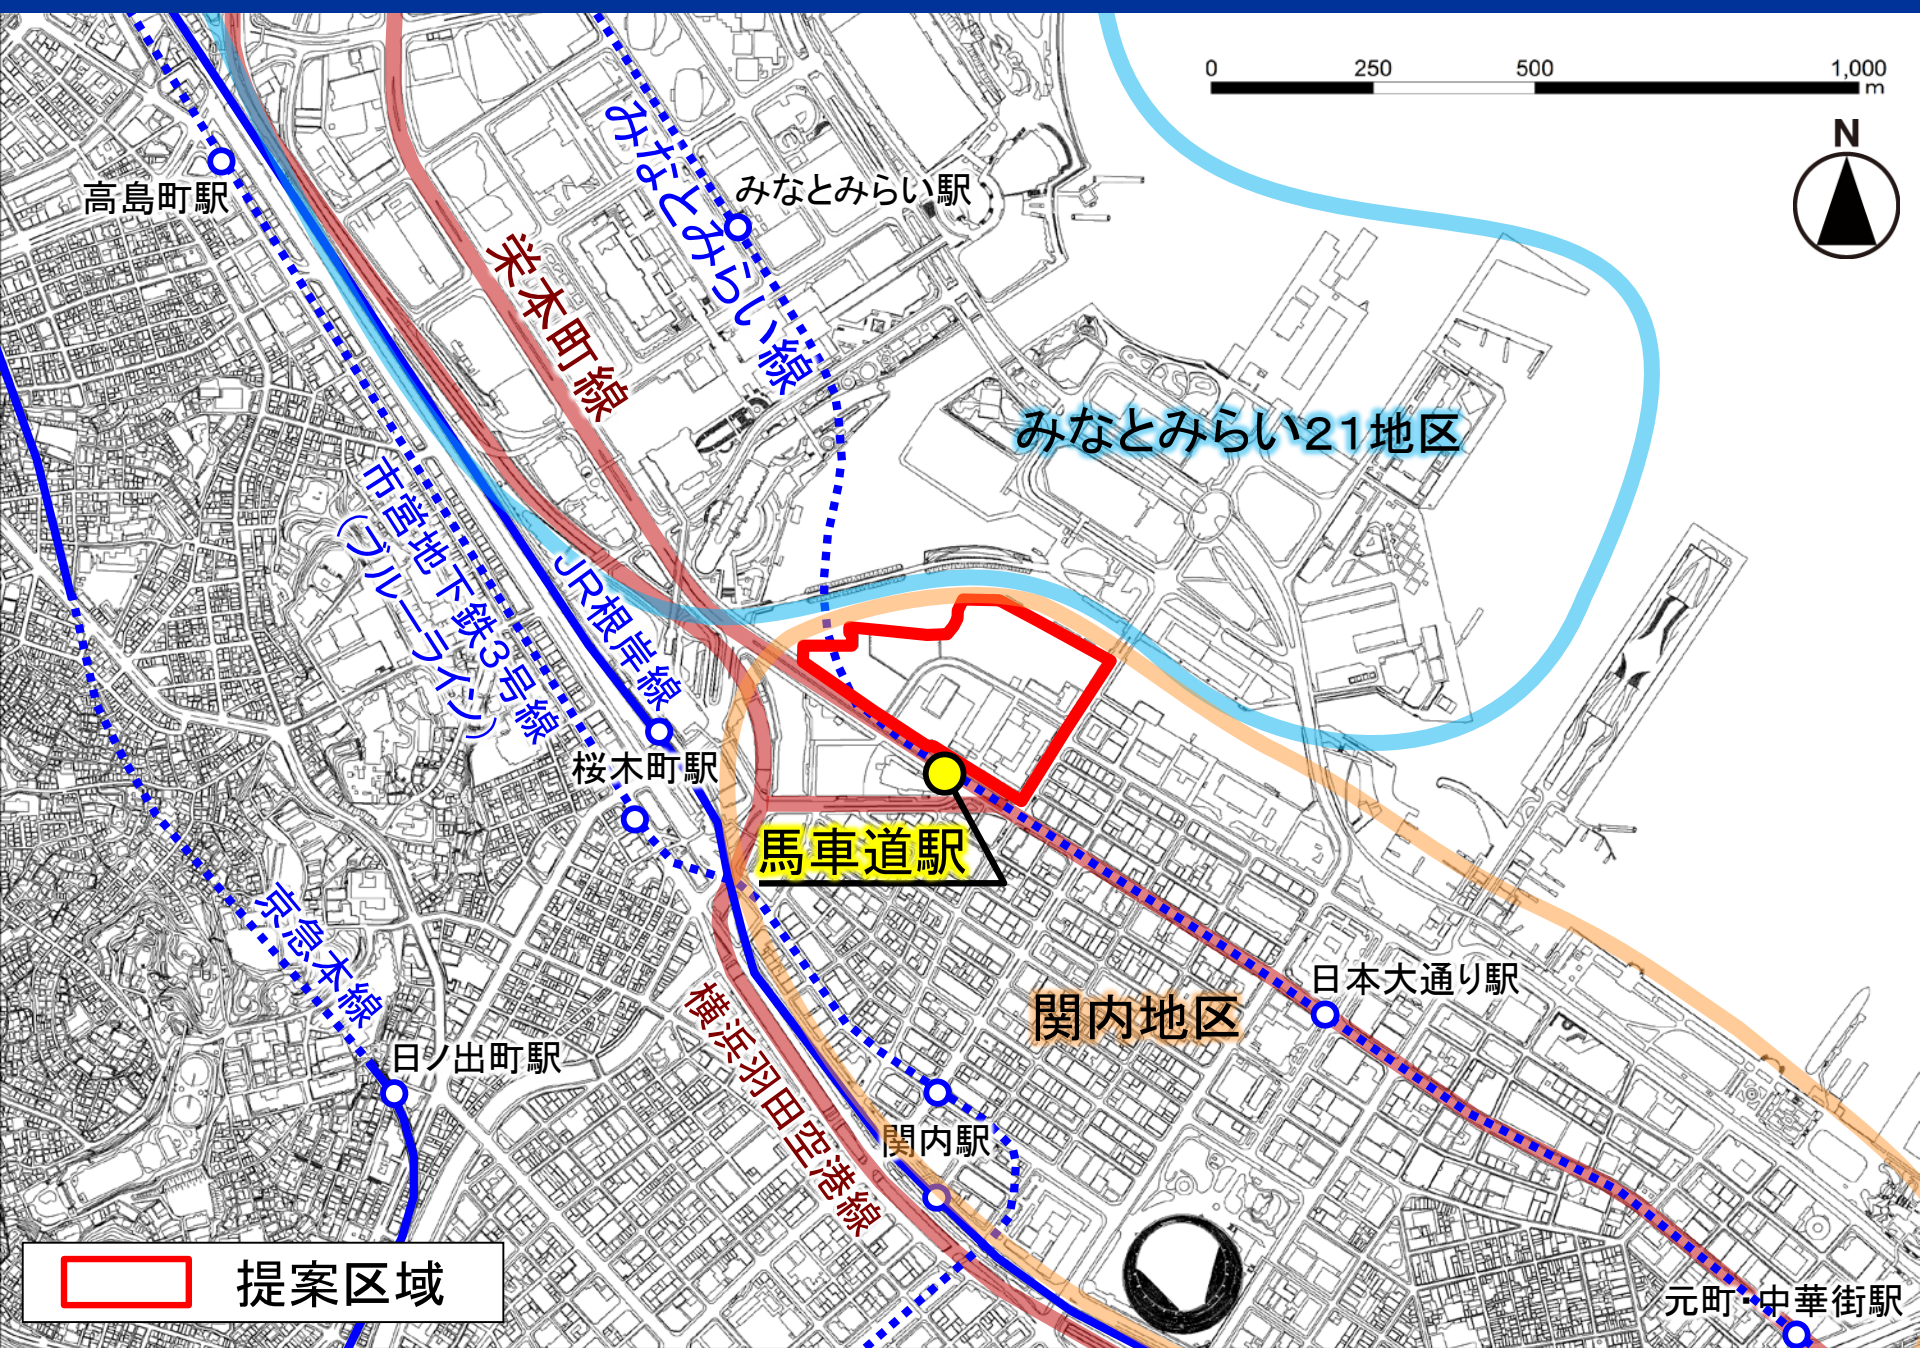 0 250 500 1,000
m
N
高島町駅
みなとみらい駅
みなとみらい線
栄本町線
みなとみらい21地区
市営地下鉄3号線
（ブルーライン）
JR根岸線
桜木町駅
馬車道駅
京急本線
日本大通り駅
関内地区
横浜羽田空港線
日ノ出町駅
関内駅
提案区域
元町・中華街駅